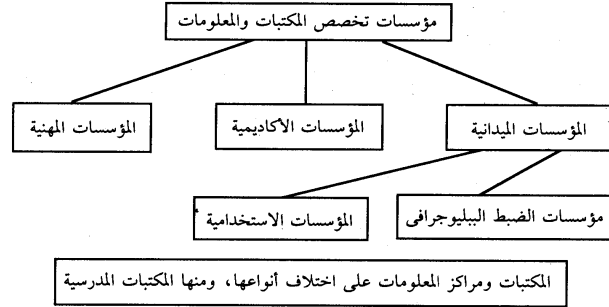 مؤسسات تخصص المكتبات والمعلومات
المؤسسات الميدانية
المؤسسات الأكاديمية
المؤسسات المهنية
مؤسسات الضبط الببليوجرافى
المؤسسات الاستخدامية
المكتبات ومراكز المعلومات على اختلاف أنواعها، ومنها المكتبات المدرسية